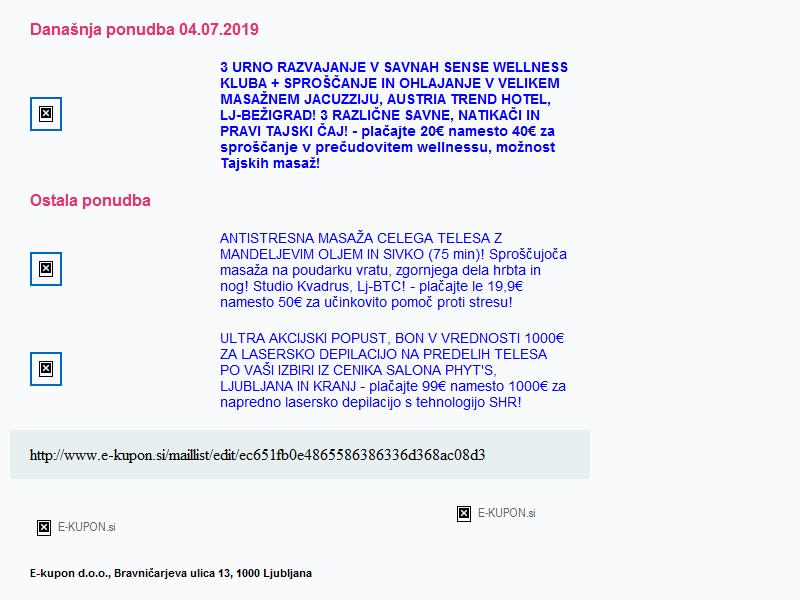 Današnja ponudba 04.07.2019
3 URNO RAZVAJANJE V SAVNAH SENSE WELLNESS
KLUBA + SPROŠČANJE IN OHLAJANJE V VELIKEM
MASAŽNEM JACUZZIJU, AUSTRIA TREND HOTEL,
LJ-BEŽIGRAD! 3 RAZLIČNE SAVNE, NATIKAČI IN
PRAVI TAJSKI ČAJ! - plačajte 20€ namesto 40€ za
sproščanje v prečudovitem wellnessu, možnost
Tajskih masaž!
Ostala ponudba
ANTISTRESNA MASAŽA CELEGA TELESA Z
MANDELJEVIM OLJEM IN SIVKO (75 min)! Sproščujoča
masaža na poudarku vratu, zgornjega dela hrbta in
nog! Studio Kvadrus, Lj-BTC! - plačajte le 19,9€
namesto 50€ za učinkovito pomoč proti stresu!
ULTRA AKCIJSKI POPUST, BON V VREDNOSTI 1000€
ZA LASERSKO DEPILACIJO NA PREDELIH TELESA
PO VAŠI IZBIRI IZ CENIKA SALONA PHYT'S,
LJUBLJANA IN KRANJ - plačajte 99€ namesto 1000€ za
napredno lasersko depilacijo s tehnologijo SHR!
http://www.e-kupon.si/maillist/edit/ec651fb0e4865586386336d368ac08d3
E-KUPON.si
E-KUPON.si
E-kupon d.o.o., Bravničarjeva ulica 13, 1000 Ljubljana